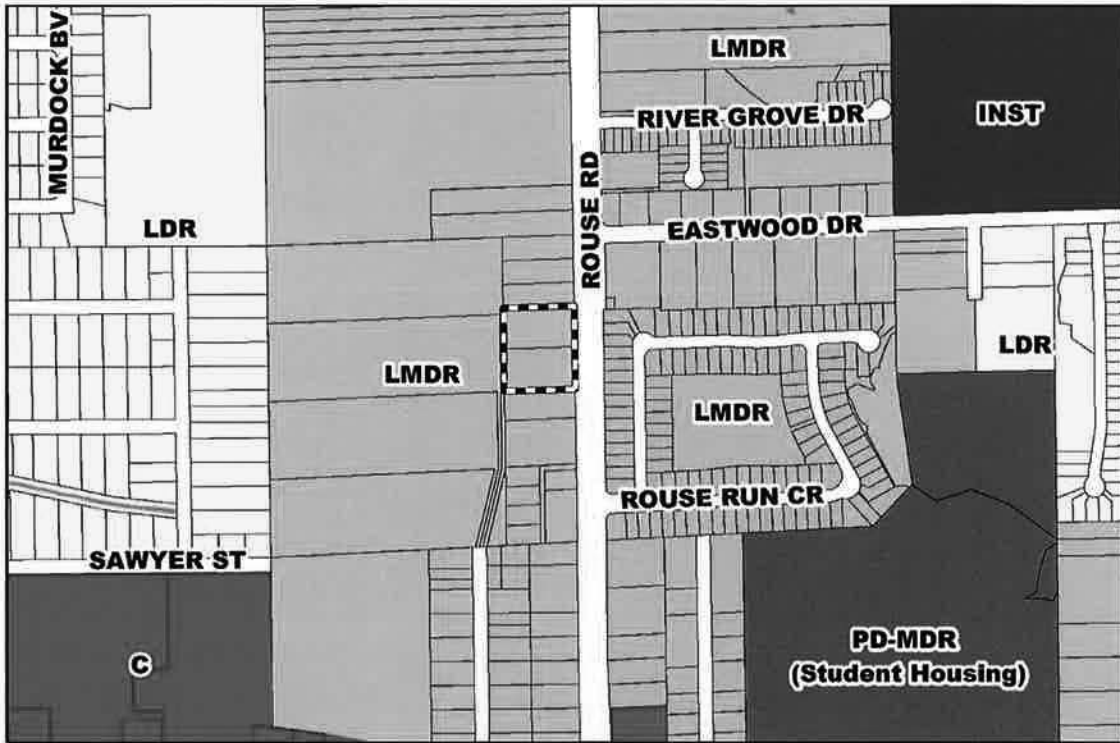 MURDOCK BV
LMDR
RIVER GROVE DR
INST
LDR
ROUSE RD
EASTWOOD DR
LMDR
LDR
LMDR
ROUSE RUN CR
SAWYER ST
C
PD-MDR
(Student Housing)